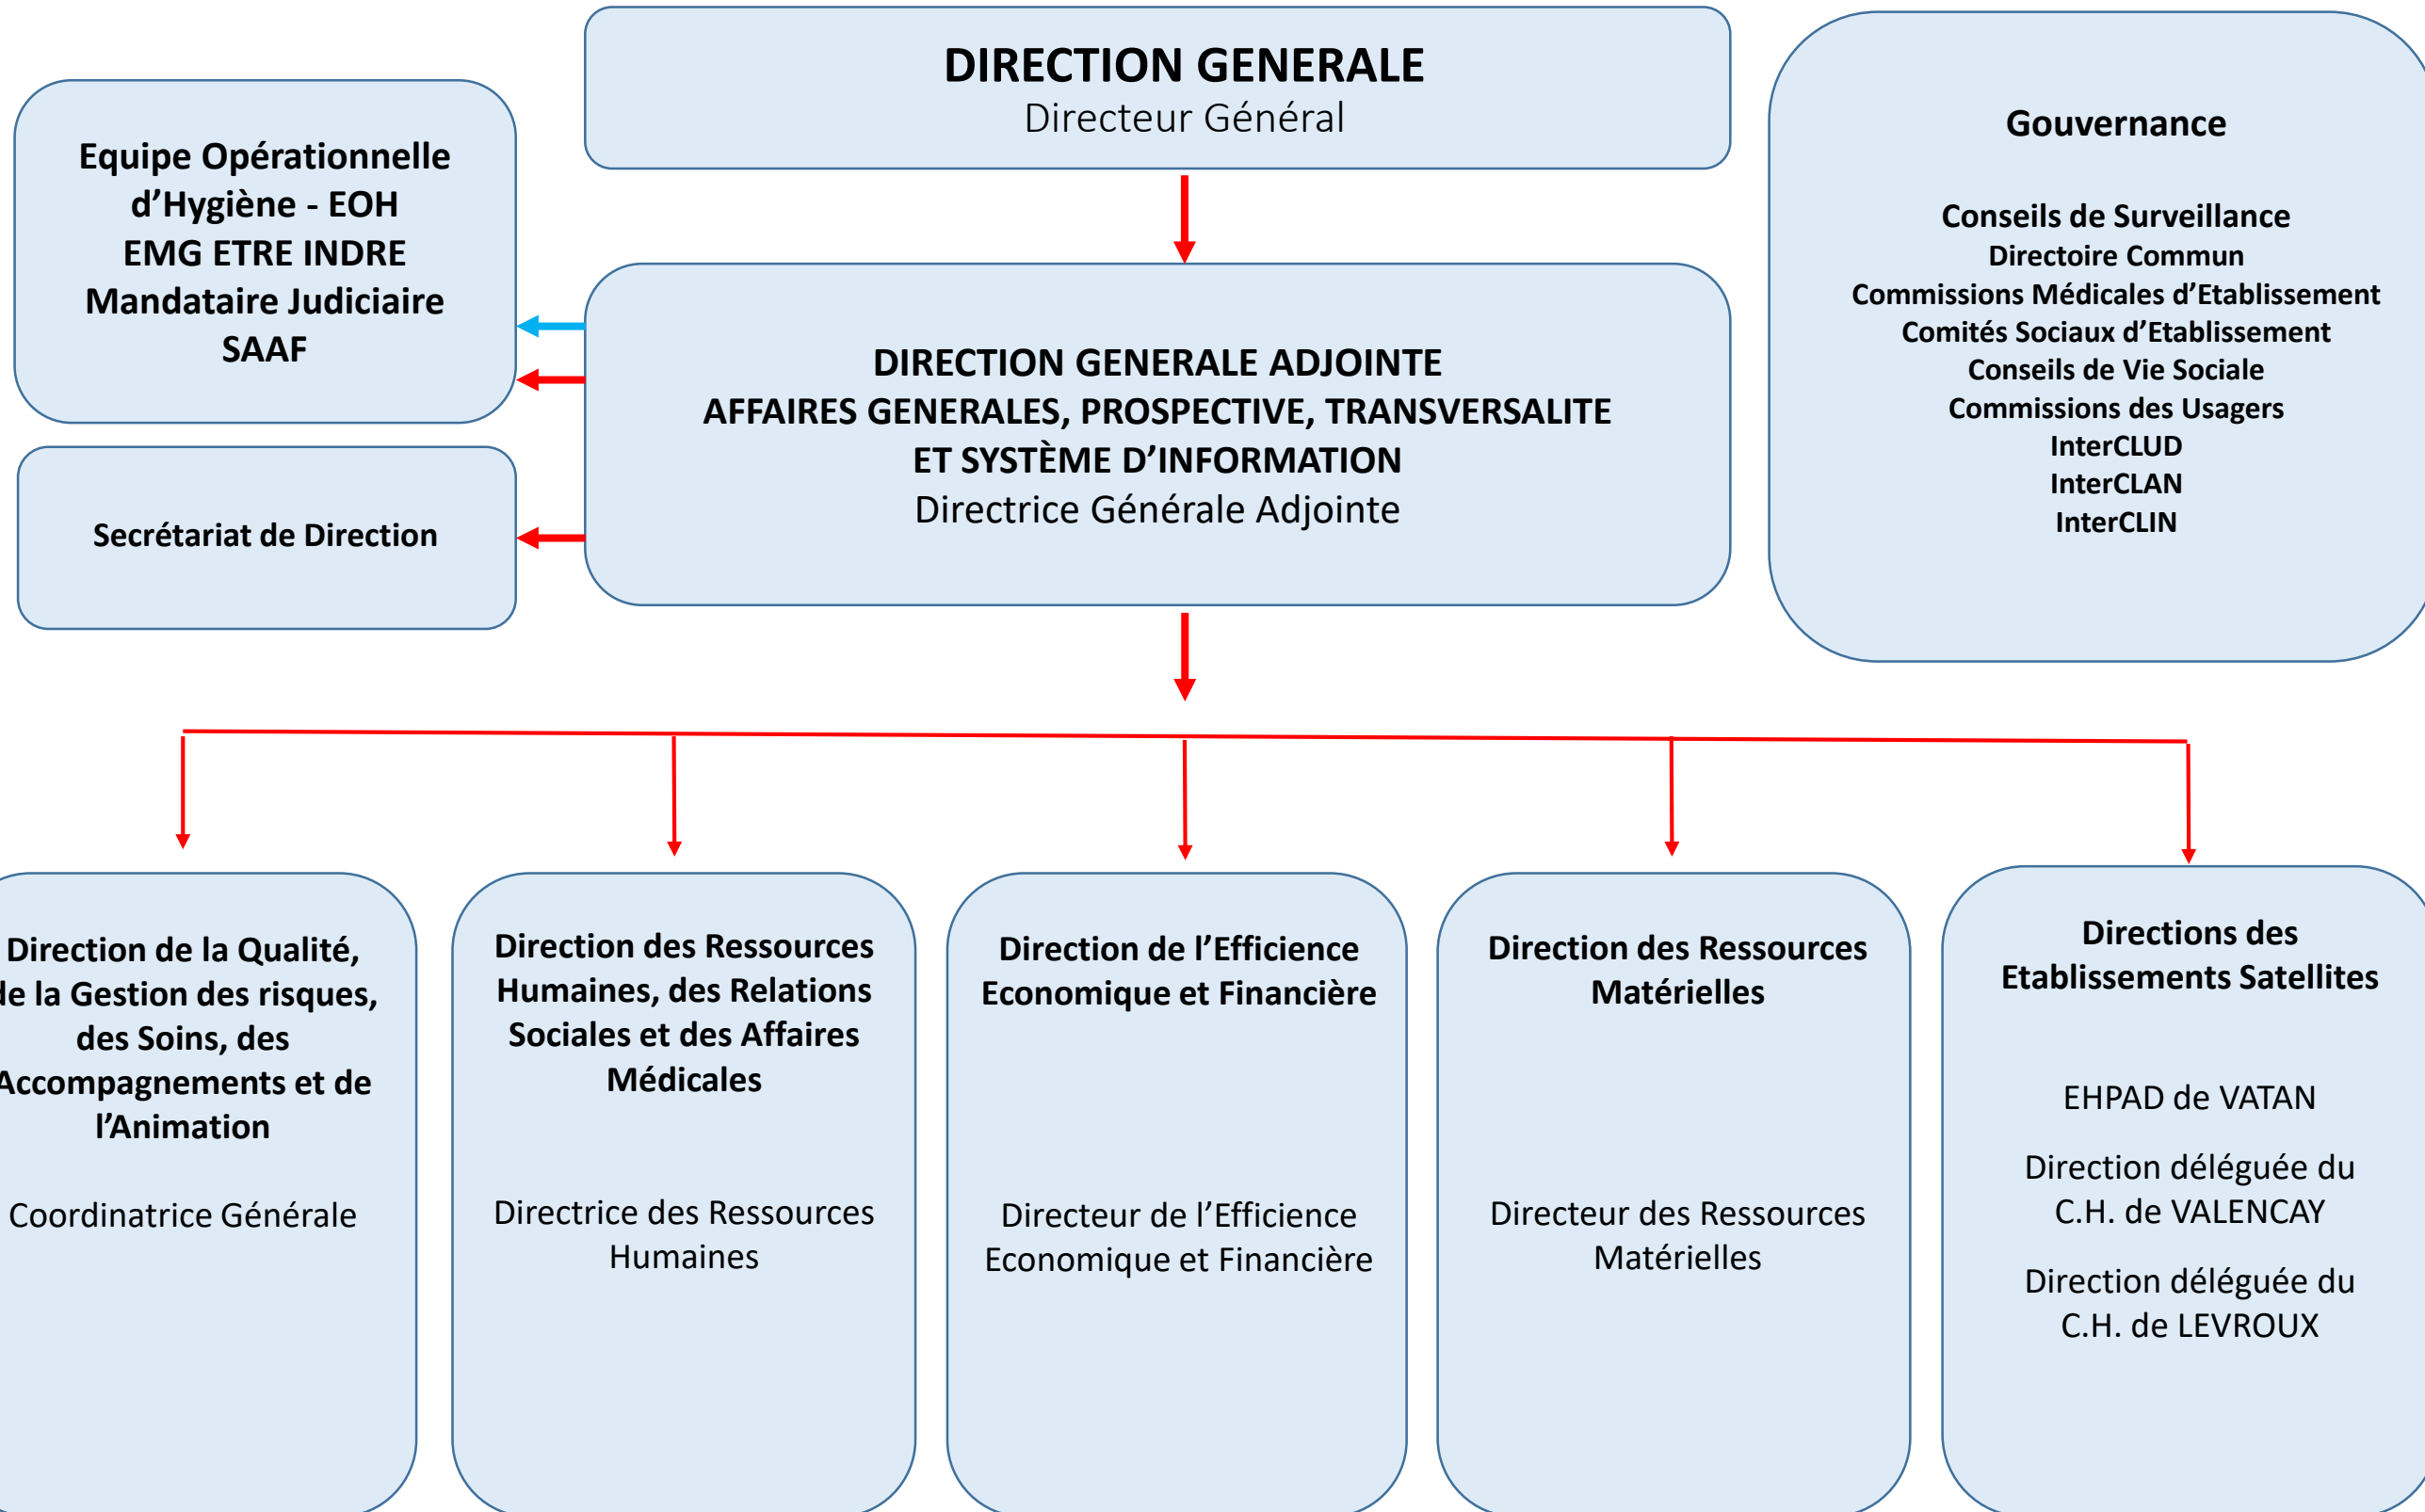 DIRECTION GENERALE
Directeur Général
Equipe Opérationnelle
d’Hygiène - EOH
EMG ETRE INDRE
Mandataire Judiciaire
SAAF
Secrétariat de Direction
DIRECTION GENERALE ADJOINTE
AFFAIRES GENERALES, PROSPECTIVE, TRANSVERSALITE
ET SYSTÈME D’INFORMATION
Directrice Générale Adjointe
Gouvernance
Conseils de Surveillance
Directoire Commun
Commissions Médicales d’Etablissement
Comités Sociaux d’Etablissement
Conseils de Vie Sociale
Commissions des Usagers
InterCLUD
InterCLAN
InterCLIN
Direction de la Qualité,
de la Gestion des risques,
des Soins, des
Accompagnements et de
l’Animation
Coordinatrice Générale
Direction des Ressources
Humaines, des Relations
Sociales et des Affaires
Médicales
Directrice des Ressources
Humaines
Direction de l’Efficience
Economique et Financière
Directeur de l’Efficience
Economique et Financière
Direction des Ressources
Matérielles
Directeur des Ressources
Matérielles
Directions des
Etablissements Satellites
EHPAD de VATAN
Direction déléguée du
C.H. de VALENCAY
Direction déléguée du
C.H. de LEVROUX